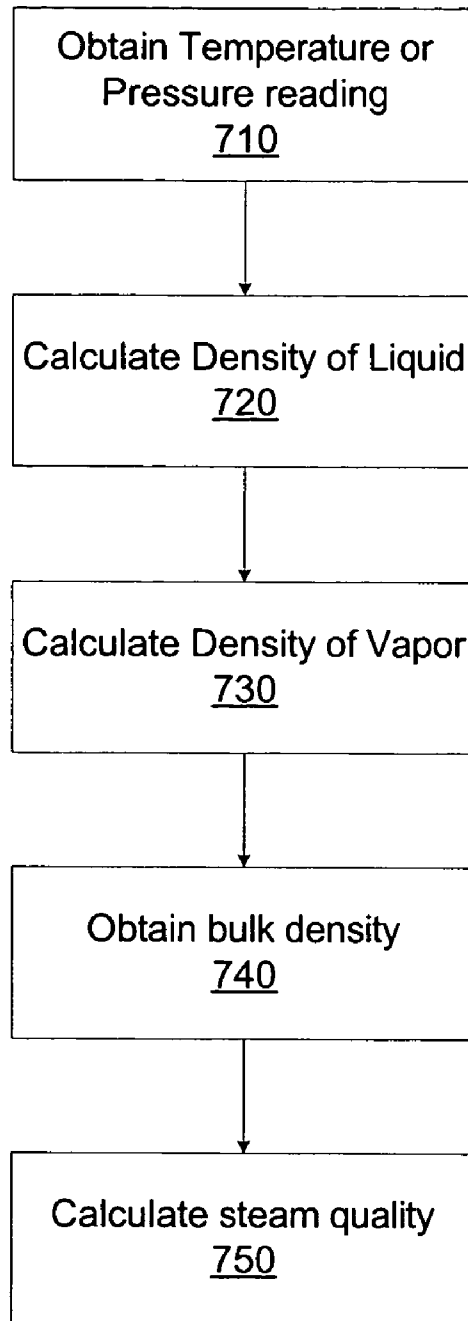 Obtain Temperature or
Pressure reading
710
Calculate Density of Liquid
720
Calculate Density of Vapor
730
Obtain bulk density
740
Calculate steam quality
750